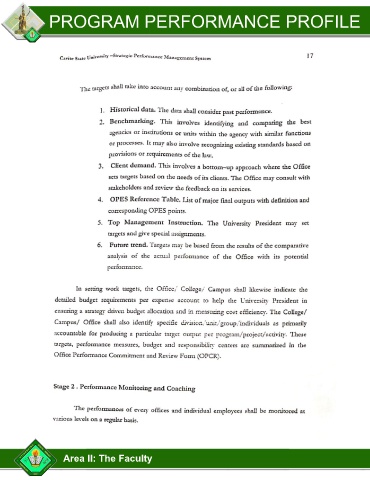 PROGRAM PERFORMANCE PROFILE
Cavite State University –Strategic Performance Management System 17
The targets shall take into account any combination of, or all of the following:
1. Historical data. The data shall consider past performance.
2. Benchmarking. This involves identifying and comparing the best
agencies or institutions or units within the agency with similar functions
or processes. It may also involve recognizing existing standards based on
provisions or requirements of the law.
3. Client demand. This involves a bottom-up approach where the Office
sets targets based on the needs of its clients. The Office may consult with
stakeholders and review the feedback on its services.
4. OPES Reference Table. List of major final outputs with definition and
corresponding OPES points.
5. Top Management Instruction. The University President may set
targets and give special assignments.
6. Future trend. Targets may be based from the results of the comparative
analysis of the actual performance of the Office with its potential
performance.
In setting work targets, the Office/ College/ Campus shall likewise indicate the
detailed budget requirements per expense account to help the University President in
ensuring a strategy driven budget allocation and in measuring cost efficiency. The College/
Campus/ Office shall also identify specific division/unit/group/individuals as primarily
accountable for producing a particular target output per program/project/activity. These
targets, performance measures, budget and responsibility centers are summarized in the
Office Performance Commitment and Review Form (OPCR).
Stage 2 . Performance Monitoring and Coaching
The performances of every offices and individual employees shall be monitored at
various levels on a regular basis.
Area II: The Faculty